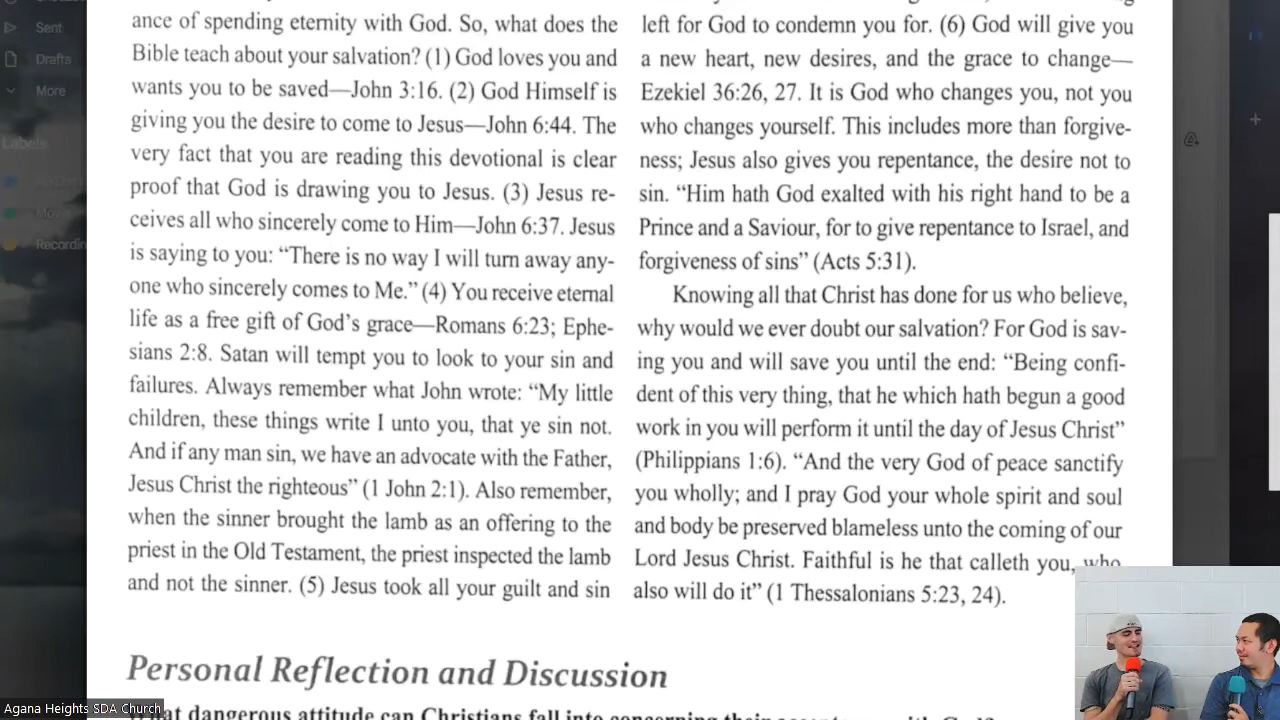 Sent
Drafts
More
Labels
Recordin
ance of spending eternity with God. So, what does the
Bible teach about your salvation? (1) God loves you and
wants you to be saved—John 3:16. (2) God Himself is
giving you the desire to come to Jesus—John 6:44. The
very fact that you are reading this devotional is clear
proof that God is drawing you to Jesus. (3) Jesus re-
ceives all who sincerely come to Him—John 6:37. Jesus
is saying to you: “There is no way I will turn away any-
one who sincerely comes to Me.” (4) You receive eternal
life as a free gift of God’s grace—Romans 6:23; Ephe-
sians 2:8. Satan will tempt you to look to your sin and
failures. Always remember what John wrote: “My little
children, these things write I unto you, that ye sin not.
And if any man sin, we have an advocate with the Father,
Jesus Christ the righteous” (1 John 2:1). Also remember,
when the sinner brought the lamb as an offering to the
priest in the Old Testament, the priest inspected the lamb
and not the sinner. (5) Jesus took all your guilt and sin
left for God to condemn you for. (6) God will give you
a new heart, new desires, and the grace to change—
Ezekiel 36:26, 27. It is God who changes you, not you
who changes yourself. This includes more than forgive-
ness; Jesus also gives you repentance, the desire not to
sin. “Him hath God exalted with his right hand to be a
Prince and a Saviour, for to give repentance to Israel, and
forgiveness of sins” (Acts 5:31).
Knowing all that Christ has done for us who believe,
why would we ever doubt our salvation? For God is sav-
ing you and will save you until the end: “Being confi-
dent of this very thing, that he which hath begun a good
work in you will perform it until the day of Jesus Christ”
(Philippians 1:6). “And the very God of peace sanctify
you wholly; and I pray God your whole spirit and soul
and body be preserved blameless unto the coming of our
Lord Jesus Christ. Faithful is he that calleth you, who
also will do it” (1 Thessalonians 5:23, 24).
Personal Reflection and Discussion
What dangerous attitude can Christians fall into concerning their acceptance with God?
Agana Heights SDA Church